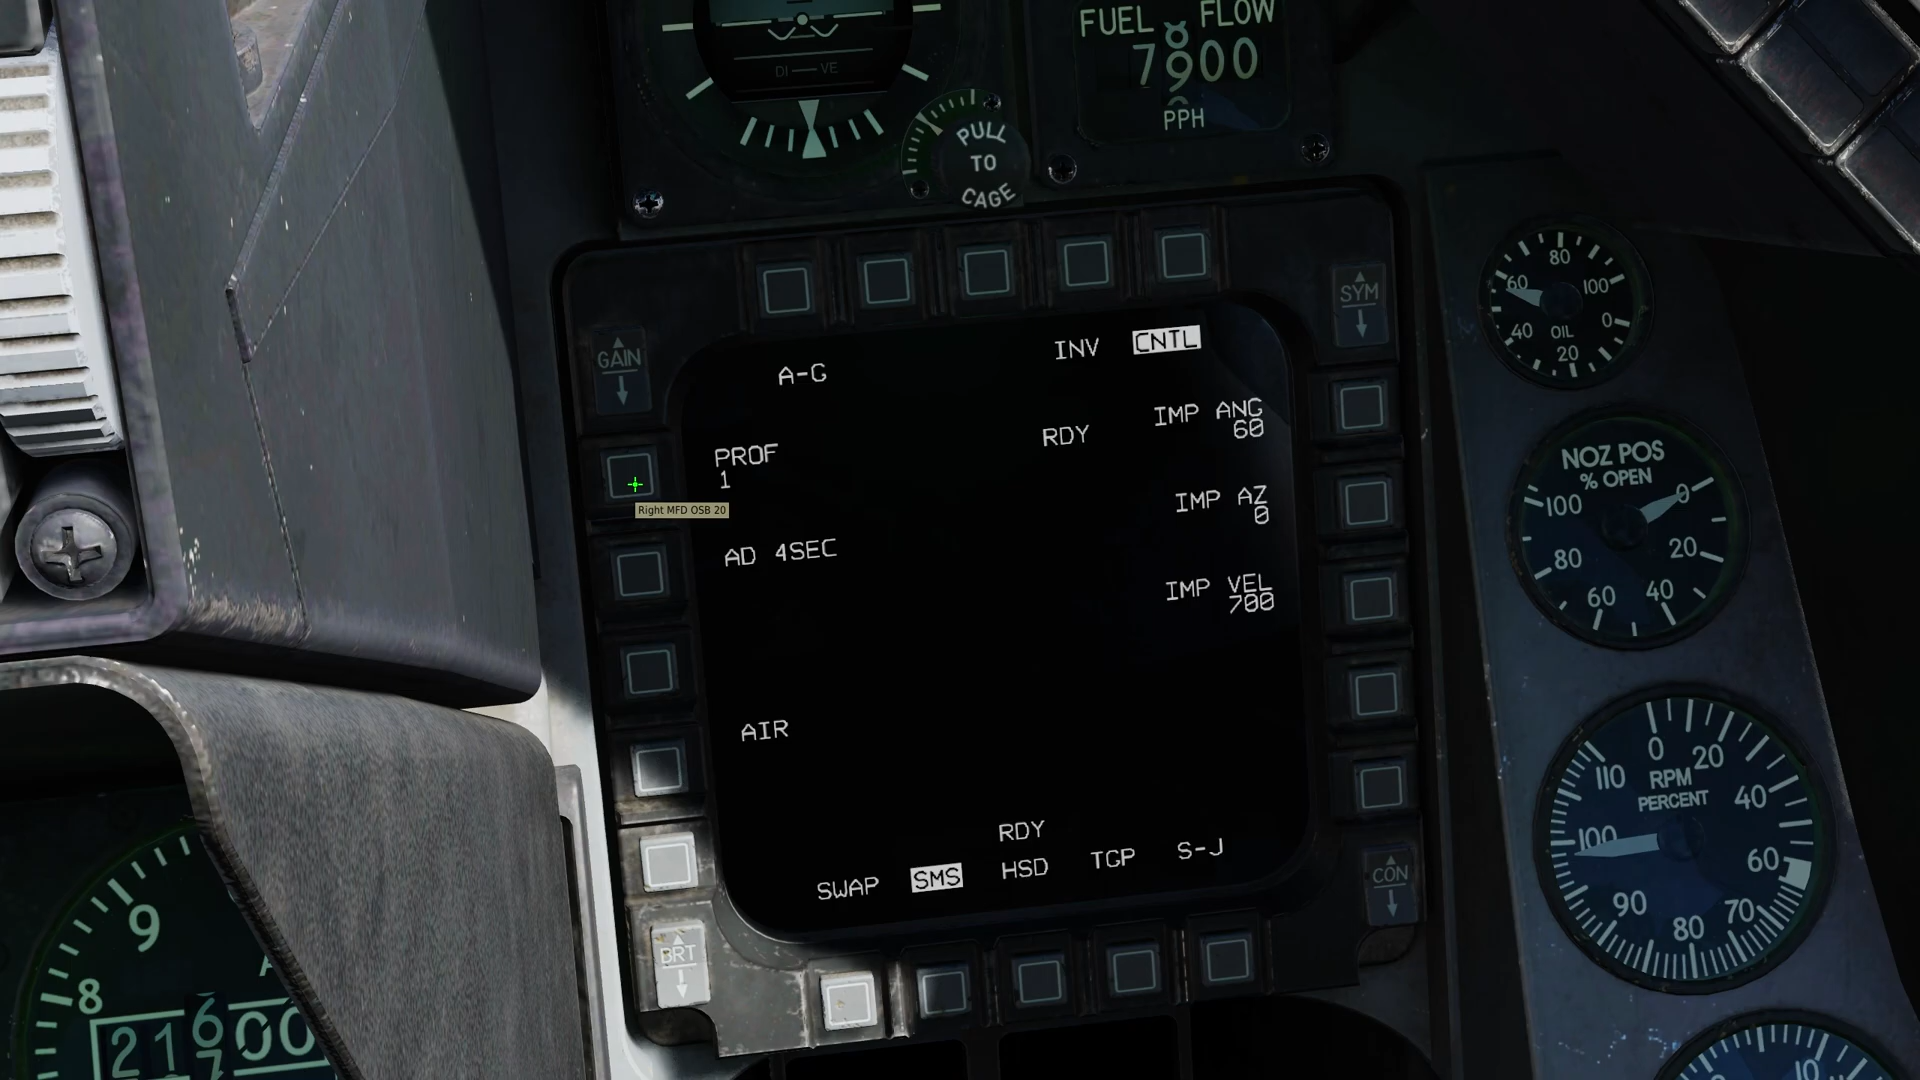 DI VE
FUEL FLOW
8
7900
PPH
PULL
TO
CAGE
SYM
GAIN
A-G
INV CNTL
PROF
1
RDY
IMP ANG
60
Right MFD OSB 20
AD 4SEC
IMP AZ
0
IMP VEL
700
AIR
RDY
SWAP SMS HSD TGP S-J
BRT
CON
80
60 100
40 OIL 0
20
NOZ POS
% OPEN
100 0
80 20
60 40
0 20
110 RPM 40
PERCENT
100 60
90 70
80
10
9
8
21600
7